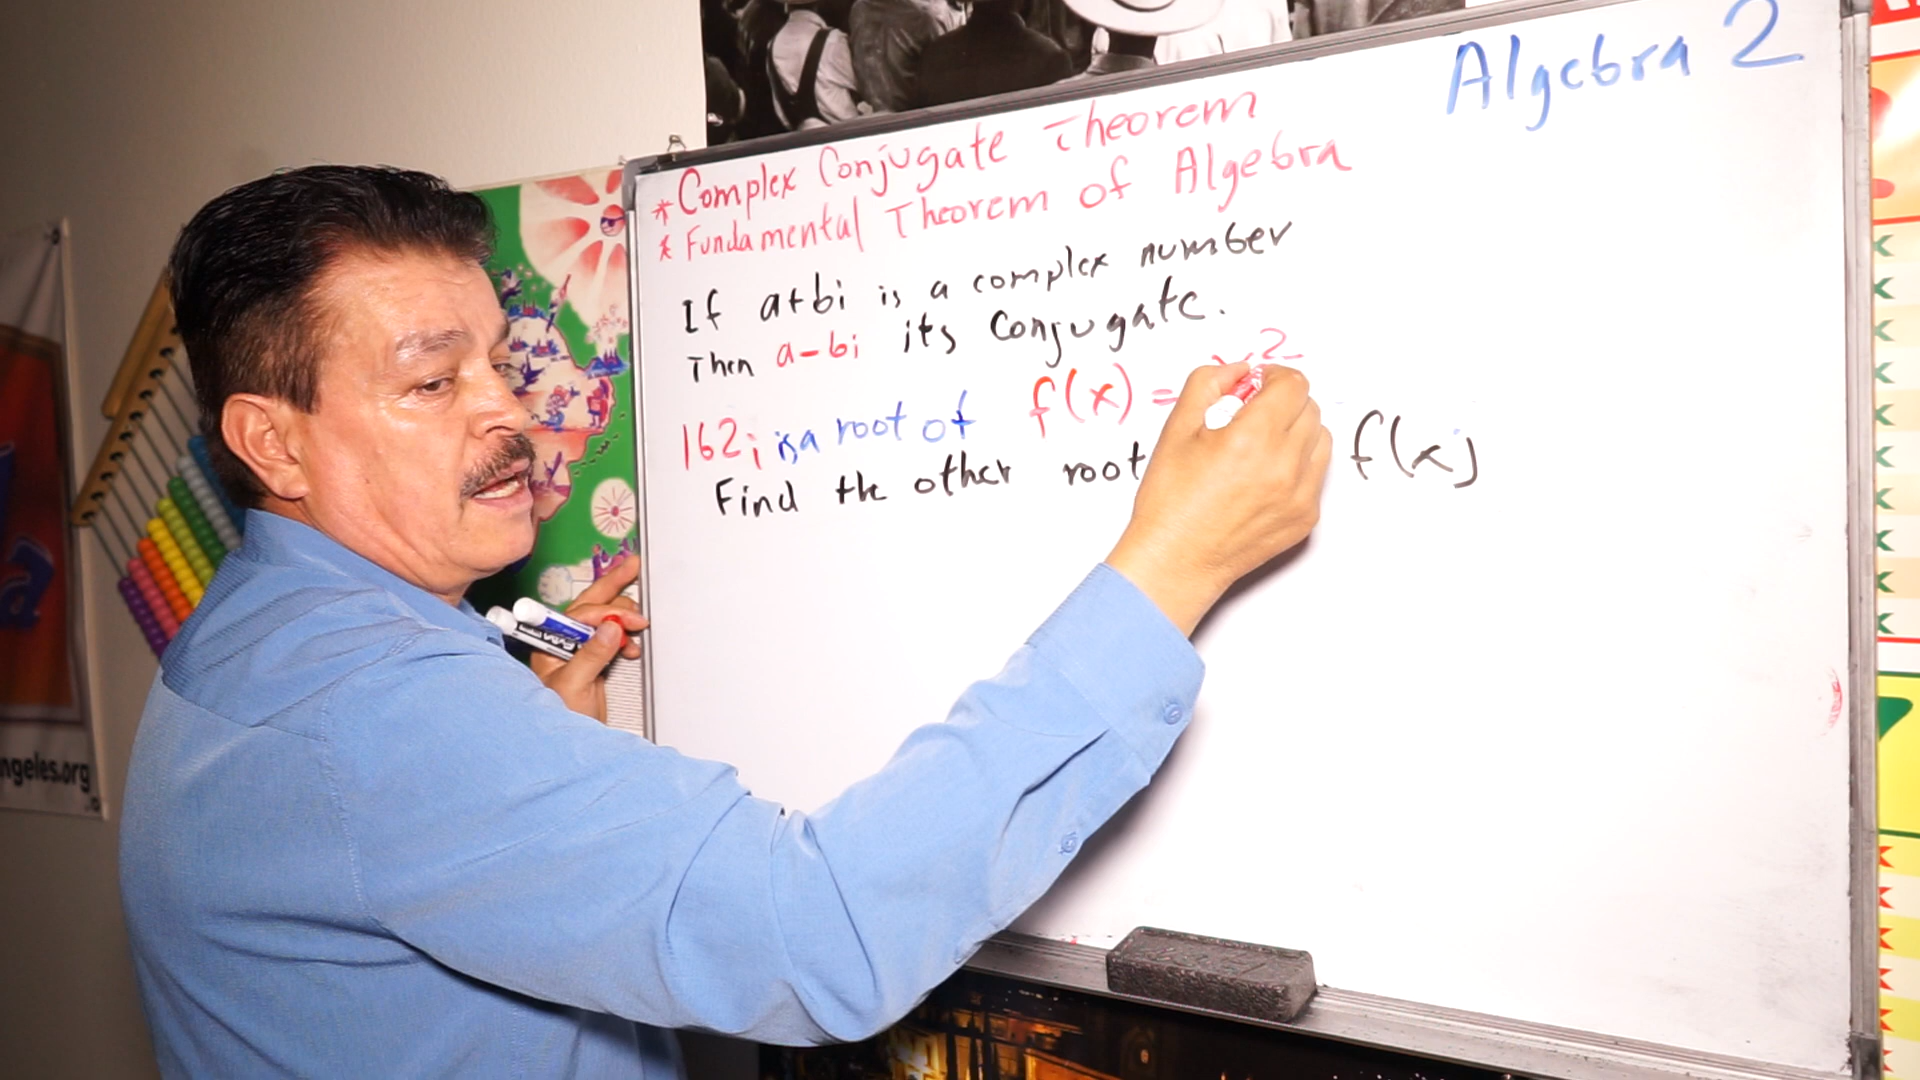 Algebra 2
* Complex Conjugate Theorem
* Fundamental Theorem of Algebra
If a+bi is a complex number
Then a-bi its Conjugate.
162i is a root of f(x) = x²-
Find the other root f(x)
ngeles.org